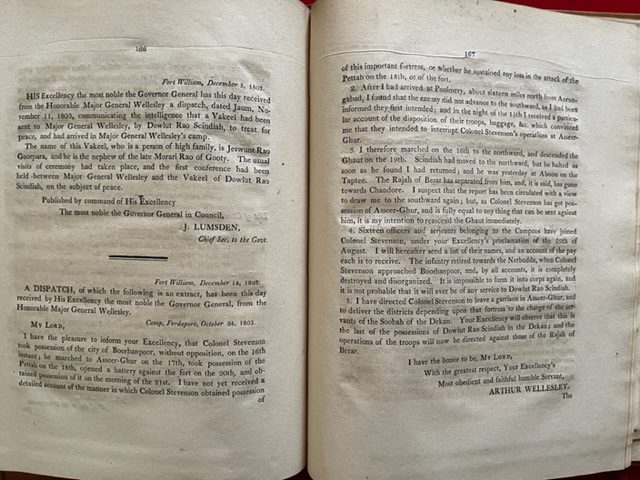 166
Fort William, December 5, 1803.
HIS Excellency the most noble the Governor General has this day received
from the Honorable Major General Wellesley a dispatch, dated Jaum, No-
vember 11, 1803, communicating the intelligence that a Vakeel had been
sent to Major General Wellesley, by Dowlut Rao Scindiah, to treat for
peace, and had arrived in Major General Wellesley's camp.
The name of this Vakeel, who is a person of high family, is Jeswunt Rao
Goorpara, and he is the nephew of the late Morari Rao of Gooty. The usual
visits of ceremony had taken place, and the first conference had been
held between Major General Wellesley and the Vakeel of Dowlut Rao
Scindiah, on the subject of peace.
Published by command of His Excellency
The most noble the Governor General in Council,
J. LUMSDEN,
Chief Sec. to the Govt.
Fort William, December 14, 1803.
A DISPATCH, of which the following is an extract, has been this day
received by His Excellency the most noble the Governor General, from the
Honorable Major General Wellesley.
Camp, Ferdapore, October 24, 1803.
MY LORD,
I have the pleasure to inform your Excellency, that Colonel Stevenson
took possession of the city of Boorhanpoor, without opposition, on the 16th
instant; he marched to Asseer-Ghur on the 17th, took possession of the
Pettah on the 18th, opened a battery against the fort on the 20th, and ob-
tained possession of it on the morning of the 21st. I have not yet received a
detailed account of the manner in which Colonel Stevenson obtained possession
of
167
of this important fortress, or whether he sustained any loss in the attack of the
Pettah on the 18th, or of the fort.
2. After I had arrived at Poolmery, about sixteen miles north from Aurun-
gabad, I found that the enemy did not advance to the southward, as I had been
informed they first intended; and in the night of the 15th I received a particu-
lar account of the disposition of their troops, baggage, &c. which convinced
me that they intended to interrupt Colonel Stevenson's operations at Asseer-
Ghur.
3. I therefore marched on the 16th to the northward, and descended the
Ghaut on the 19th. Scindiah had moved to the northward, but he halted as
soon as he found I had returned; and he was yesterday at Aboon on the
Taptee. The Rajah of Berar has separated from him, and, it is said, has gone
towards Chandore. I suspect that the report has been circulated with a view
to draw me to the southward again; but, as Colonel Stevenson has got pos-
session of Asseer-Ghur, and is fully equal to any thing that can be sent against
him, it is my intention to reascend the Ghaut immediately.
4. Sixteen officers and serjeants belonging to the Campoos have joined
Colonel Stevenson, under your Excellency's proclamation of the 29th of
August. I will hereafter send a list of their names, and an account of the pay
each is to receive. The infantry retired towards the Nerbudda, when Colonel
Stevenson approached Boorhanpoor, and, by all accounts, it is completely
destroyed and disorganized. It is impossible to form it into corps again, and
it is not probable that it will ever be of any service to Dowlut Rao Scindiah.
5. I have directed Colonel Stevenson to leave a garrison in Asseer-Ghur, and
to deliver the districts depending upon that fortress to the charge of the ser-
vants of the Soobah of the Dekan. Your Excellency will observe that this is
the last of the possessions of Dowlut Rao Scindiah in the Dekan; and the
operations of the troops will now be directed against those of the Rajah of
Berar.
I have the honor to be, MY LORD,
With the greatest respect, Your Excellency's
Most obedient and faithful humble Servant,
ARTHUR WELLESLEY.
The